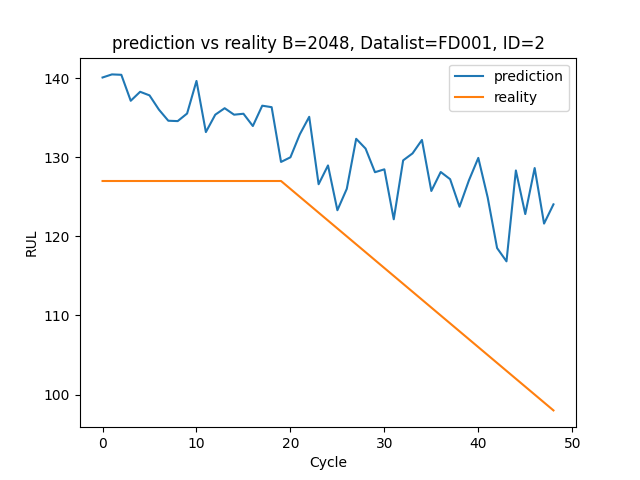 prediction vs reality B=2048, Datalist=FD001, ID=2
prediction
reality
140
130
120
110
100
RUL
0 10 20 30 40 50
Cycle